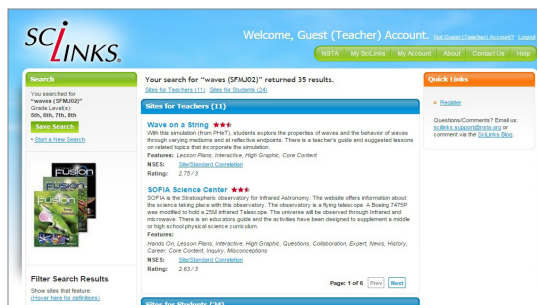 SCiLINKS.
Welcome, Guest (Teacher) Account. Not Guest (Teacher) Account? Logout
NSTA My SciLinks My Account About Contact Us Help
Search
You searched for
"waves (SFMJ02)"
Grade Level(s):
5th, 6th, 7th, 8th
Save Search
Start a New Search
FUSION
FUSION
FUSION
Filter Search Results
Show sites that feature:
(Hover here for definitions)
Your search for "waves (SFMJ02)" returned 35 results.
Sites for Teachers (11) Sites for Students (24)
Sites for Teachers (11)
Wave on a String
With this simulation (from PHeT), students explore the properties of waves and the behavior of waves
through varying mediums and at reflective endpoints. There is a teacher's guide and suggested lessons
on related topics that incorporate the simulation.
Features: Lesson Plans, Interactive, High Graphic, Core Content
NSES: Site/Standard Correlation
Rating: 2.75 / 3
SOFIA Science Center
SOFIA is the Stratospheric observatory for Infrared Astronomy. The website offers information about
the science taking place with this observatory. The observatory is a flying telescope. A Boeing 747SP
was modified to hold a 25M Infrared Telescope. The universe will be observed through Infrared and
microwave. There is an educators guide and the activities have been designed to supplement a middle
or high school physical science curriculum.
Features:
Hands On, Lesson Plans, Interactive, High Graphic, Questions, Collaboration, Expert, News, History,
Career, Core Content, Inquiry, Misconceptions
NSES: Site/Standard Correlation
Rating: 2.63 / 3
Page: 1 of 6 Prev Next
Sites for Students (24)
Quick Links
Register
Questions/Comments? Email us:
scilinks.support@nsta.org or
comment via the SciLinks Blog.